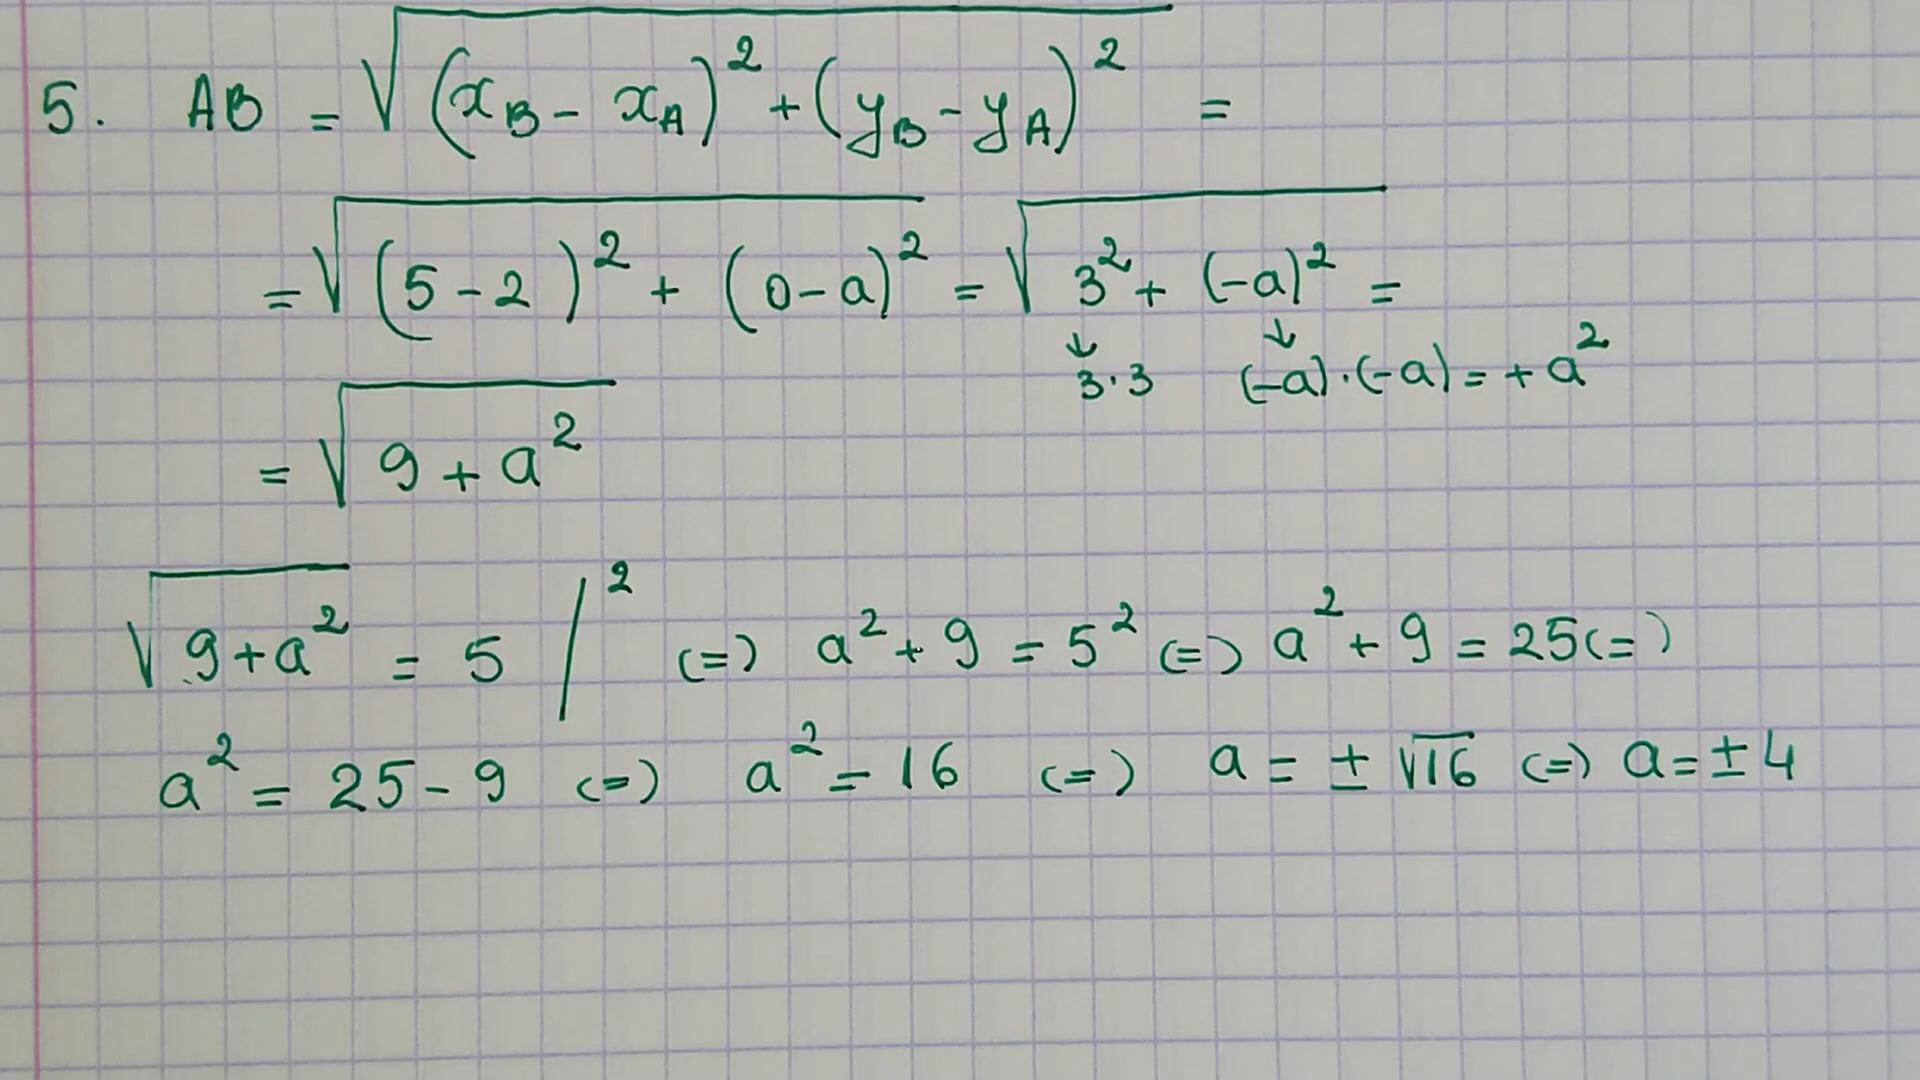 5. AB = √((x_B - x_A)² + (y_B - y_A)²) =
= √((5-2)² + (0-a)²) = √(3² + (-a)²) =
↓ ↓
3·3 (-a)·(-a) = +a²
= √(9 + a²)
√(9+a²) = 5 /² (=) a² + 9 = 5² (=) a² + 9 = 25 (=)
a² = 25 - 9 (=) a² = 16 (=) a = ± √16 (=) a = ± 4